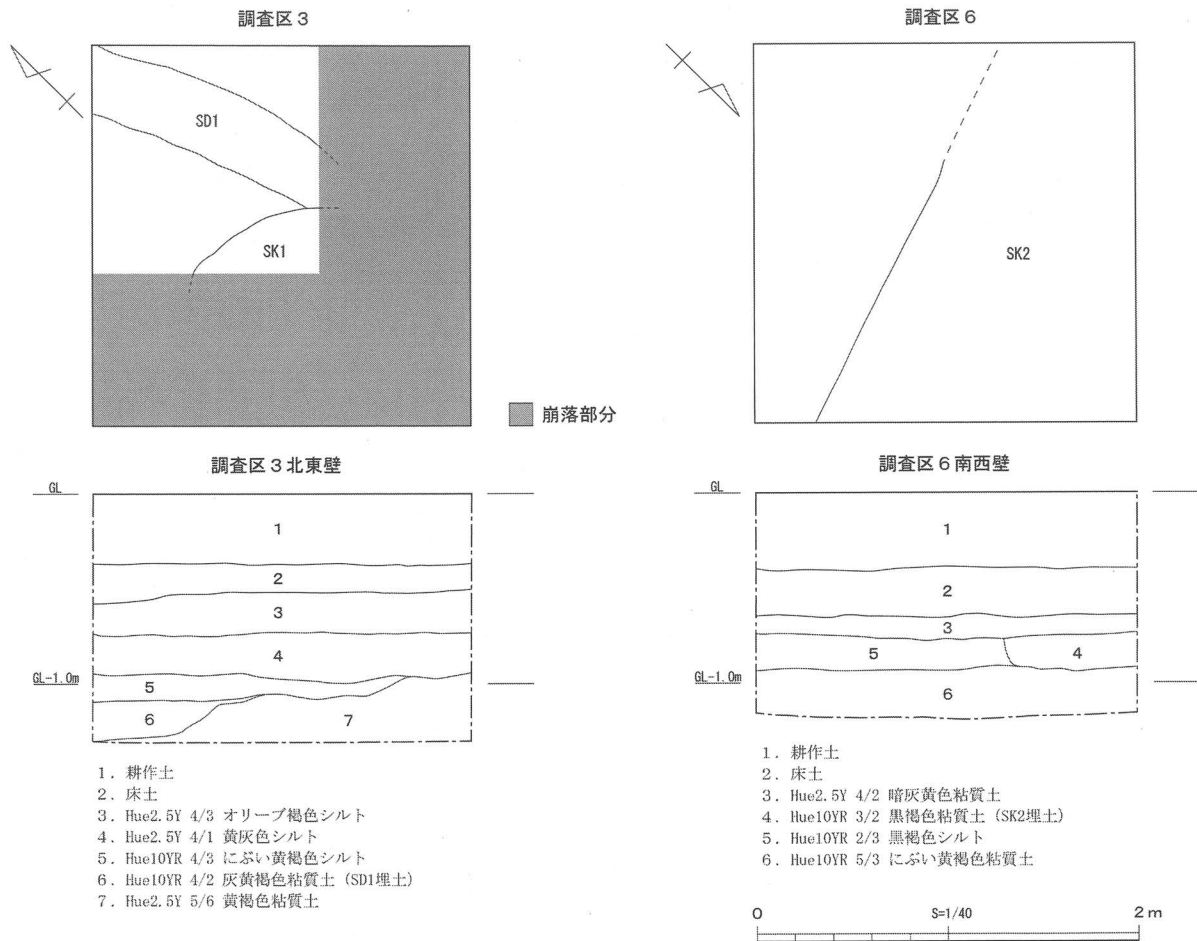 調査区3
SD1
SK1
崩落部分
調査区3北東壁
GL
1
2
3
4
GL-1.0m
5
6
7
1. 耕作土
2. 床土
3. Hue2.5Y 4/3 オリーブ褐色シルト
4. Hue2.5Y 4/1 黄灰色シルト
5. Hue10YR 4/3 にぶい黄褐色シルト
6. Hue10YR 4/2 灰黄褐色粘質土 (SD1埋土)
7. Hue2.5Y 5/6 黄褐色粘質土
調査区6
SK2
調査区6南西壁
GL
1
2
3
5
4
GL-1.0m
6
1. 耕作土
2. 床土
3. Hue2.5Y 4/2 暗灰黄色粘質土
4. Hue10YR 3/2 黒褐色粘質土 (SK2埋土)
5. Hue10YR 2/3 黒褐色シルト
6. Hue10YR 5/3 にぶい黄褐色粘質土
0 S=1/40 2m